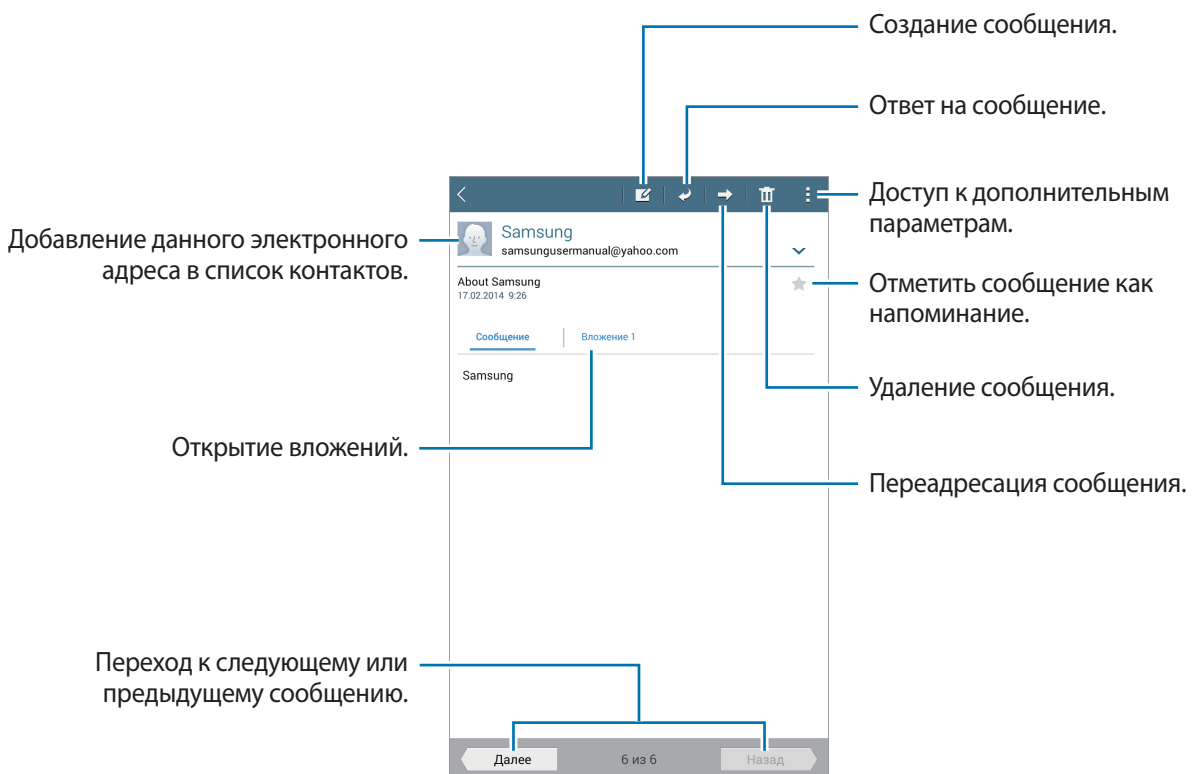 Создание сообщения.
Ответ на сообщение.
Доступ к дополнительным
параметрам.
Добавление данного электронного
адреса в список контактов.
Samsung
samsungusermanual@yahoo.com
About Samsung
17.02.2014 9:26
Отметить сообщение как
напоминание.
Сообщение
Вложение 1
Samsung
Удаление сообщения.
Открытие вложений.
Переадресация сообщения.
Переход к следующему или
предыдущему сообщению.
Далее
6 из 6
Назад